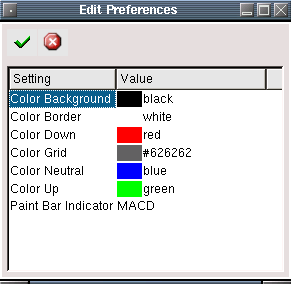 Edit Preferences
Setting Value
Color Background black
Color Border white
Color Down red
Color Grid #626262
Color Neutral blue
Color Up green
Paint Bar Indicator MACD